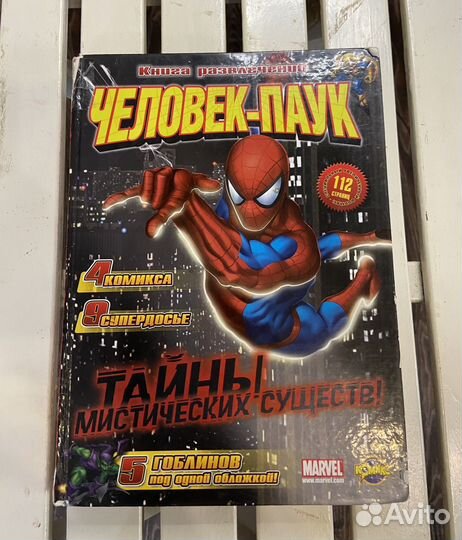 Книга развлечений
ЧЕЛОВЕК-ПАУК
112
СТРАНИЦ
4 КОМИКСА
9 СУПЕРДОСЬЕ
ТАЙНЫ
МИСТИЧЕСКИХ СУЩЕСТВ!
5 ГОБЛИНОВ
под одной обложкой!
MARVEL
www.marvel.com
КОМИКС
Avito